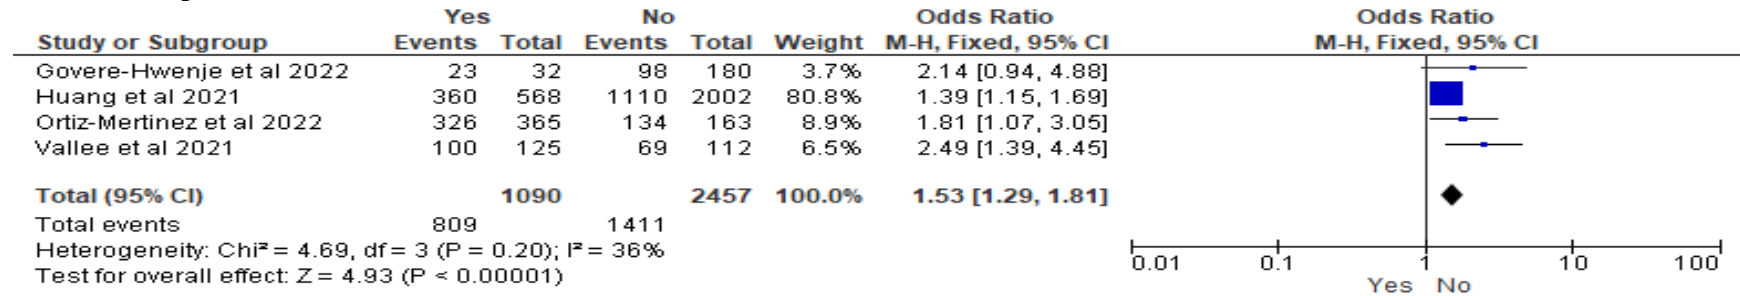 Yes No Odds Ratio Odds Ratio
Study or Subgroup Events Total Events Total Weight M-H, Fixed, 95% CI M-H, Fixed, 95% CI
Govere-Hwenje et al 2022 23 32 98 180 3.7% 2.14 [0.94, 4.88]
Huang et al 2021 360 568 1110 2002 80.8% 1.39 [1.15, 1.69]
Ortiz-Mertinez et al 2022 326 365 134 163 8.9% 1.81 [1.07, 3.05]
Vallee et al 2021 100 125 69 112 6.5% 2.49 [1.39, 4.45]
Total (95% CI) 1090 2457 100.0% 1.53 [1.29, 1.81]
Total events 809 1411
Heterogeneity: Chi² = 4.69, df = 3 (P = 0.20); I² = 36%
Test for overall effect: Z = 4.93 (P < 0.00001)
0.01 0.1 1 10 100
Yes No